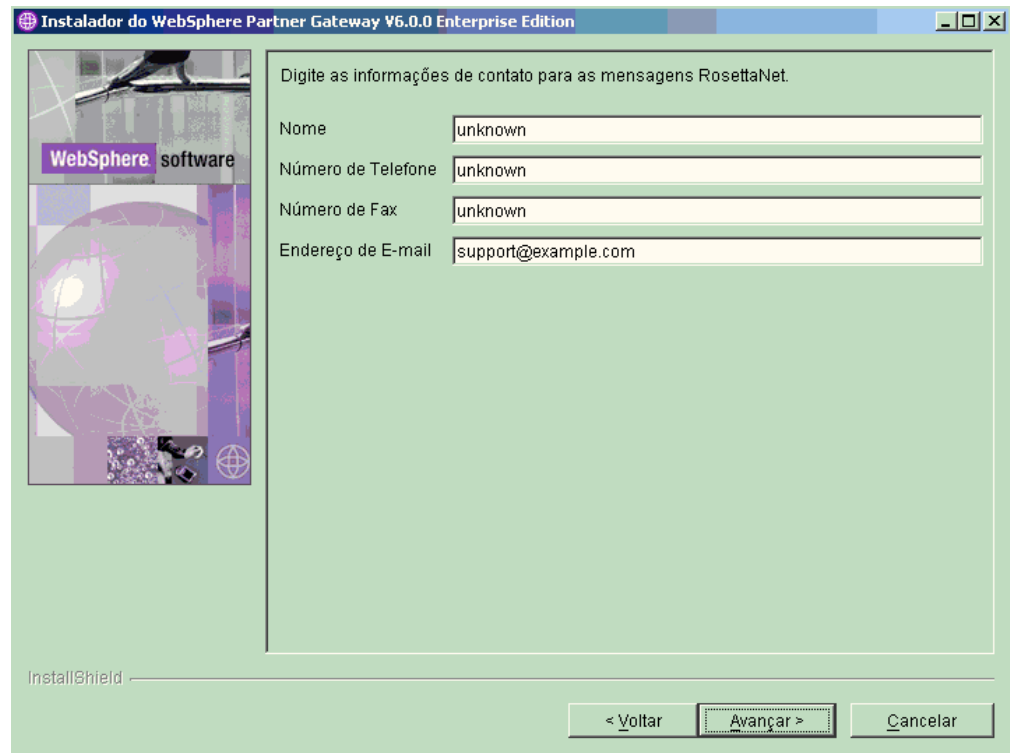 Instalador do WebSphere Partner Gateway V6.0.0 Enterprise Edition
WebSphere software
Digite as informações de contato para as mensagens RosettaNet.
Nome unknown
Número de Telefone unknown
Número de Fax unknown
Endereço de E-mail support@example.com
InstallShield
< Voltar Avançar > Cancelar